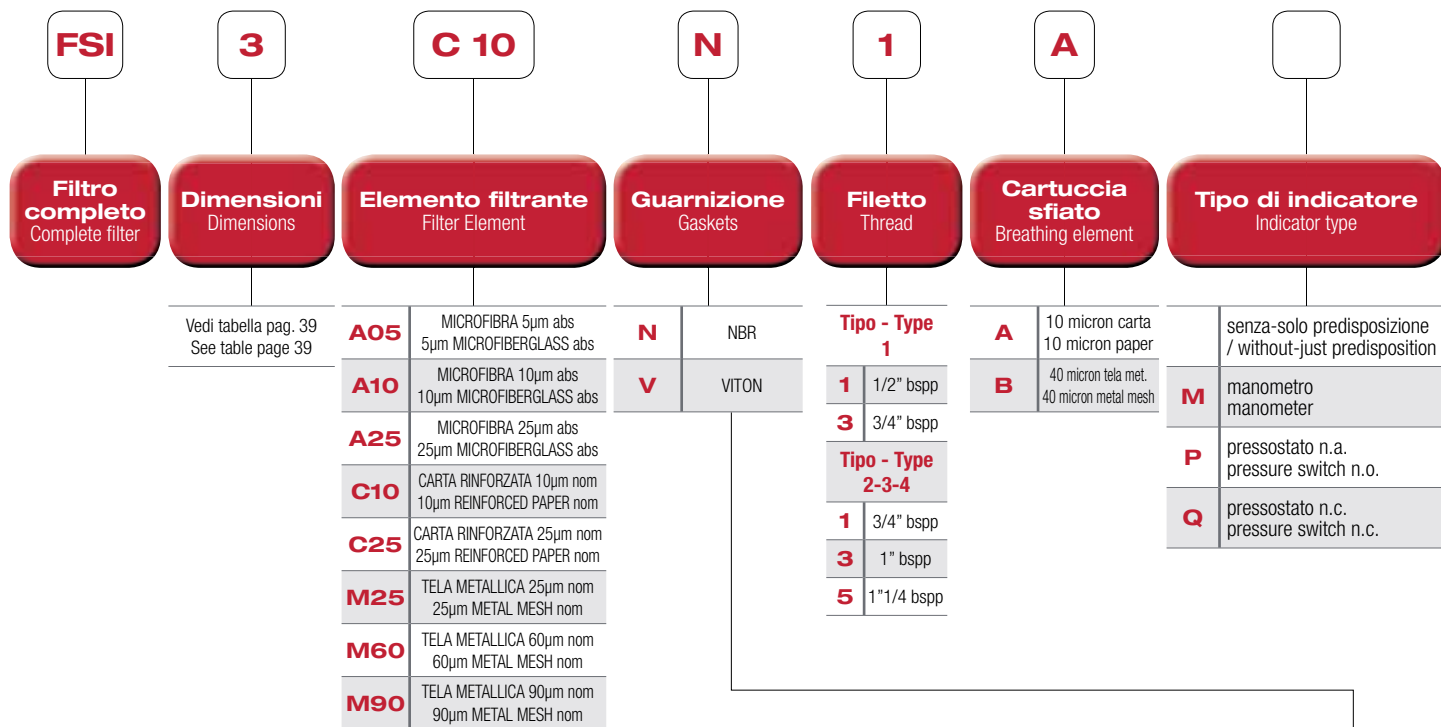 FSI
3
C 10
N
1
A
Filtro
completo
Complete filter
Dimensioni
Dimensions
Elemento filtrante
Filter Element
Guarnizione
Gaskets
Filetto
Thread
Cartuccia
sfiato
Breathing element
Tipo di indicatore
Indicator type
Vedi tabella pag. 39
See table page 39
A05
MICROFIBRA 5µm abs
5µm MICROFIBERGLASS abs
A10
MICROFIBRA 10µm abs
10µm MICROFIBERGLASS abs
A25
MICROFIBRA 25µm abs
25µm MICROFIBERGLASS abs
C10
CARTA RINFORZATA 10µm nom
10µm REINFORCED PAPER nom
C25
CARTA RINFORZATA 25µm nom
25µm REINFORCED PAPER nom
M25
TELA METALLICA 25µm nom
25µm METAL MESH nom
M60
TELA METALLICA 60µm nom
60µm METAL MESH nom
M90
TELA METALLICA 90µm nom
90µm METAL MESH nom
N
NBR
V
VITON
Tipo - Type
1
1 1/2” bspp
3 3/4” bspp
Tipo - Type
2-3-4
1 3/4” bspp
3 1” bspp
5 1”1/4 bspp
A
10 micron carta
10 micron paper
B
40 micron tela met.
40 micron metal mesh
senza-solo predisposizione
/ without-just predisposition
M
manometro
manometer
P
pressostato n.a.
pressure switch n.o.
Q
pressostato n.c.
pressure switch n.c.